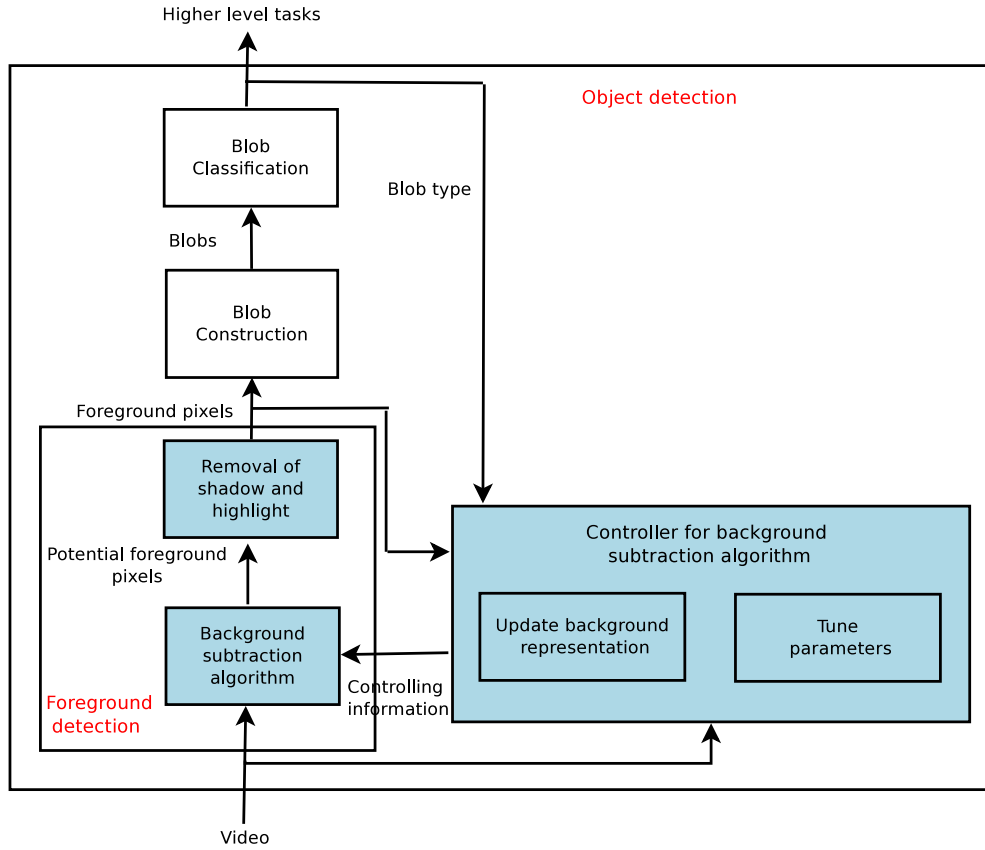 Higher level tasks
Object detection
Blob
Classification
Blob type
Blobs
Blob
Construction
Foreground pixels
Removal of
shadow and
highlight
Controller for background
subtraction algorithm
Potential foreground
pixels
Update background
representation
Tune
parameters
Background
subtraction
algorithm
Controlling
information
Foreground
detection
Video